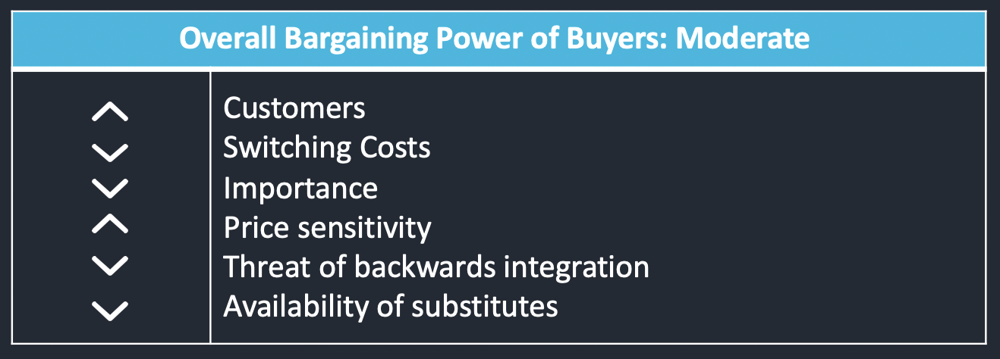 Overall Bargaining Power of Buyers: Moderate
Customers
Switching Costs
Importance
Price sensitivity
Threat of backwards integration
Availability of substitutes